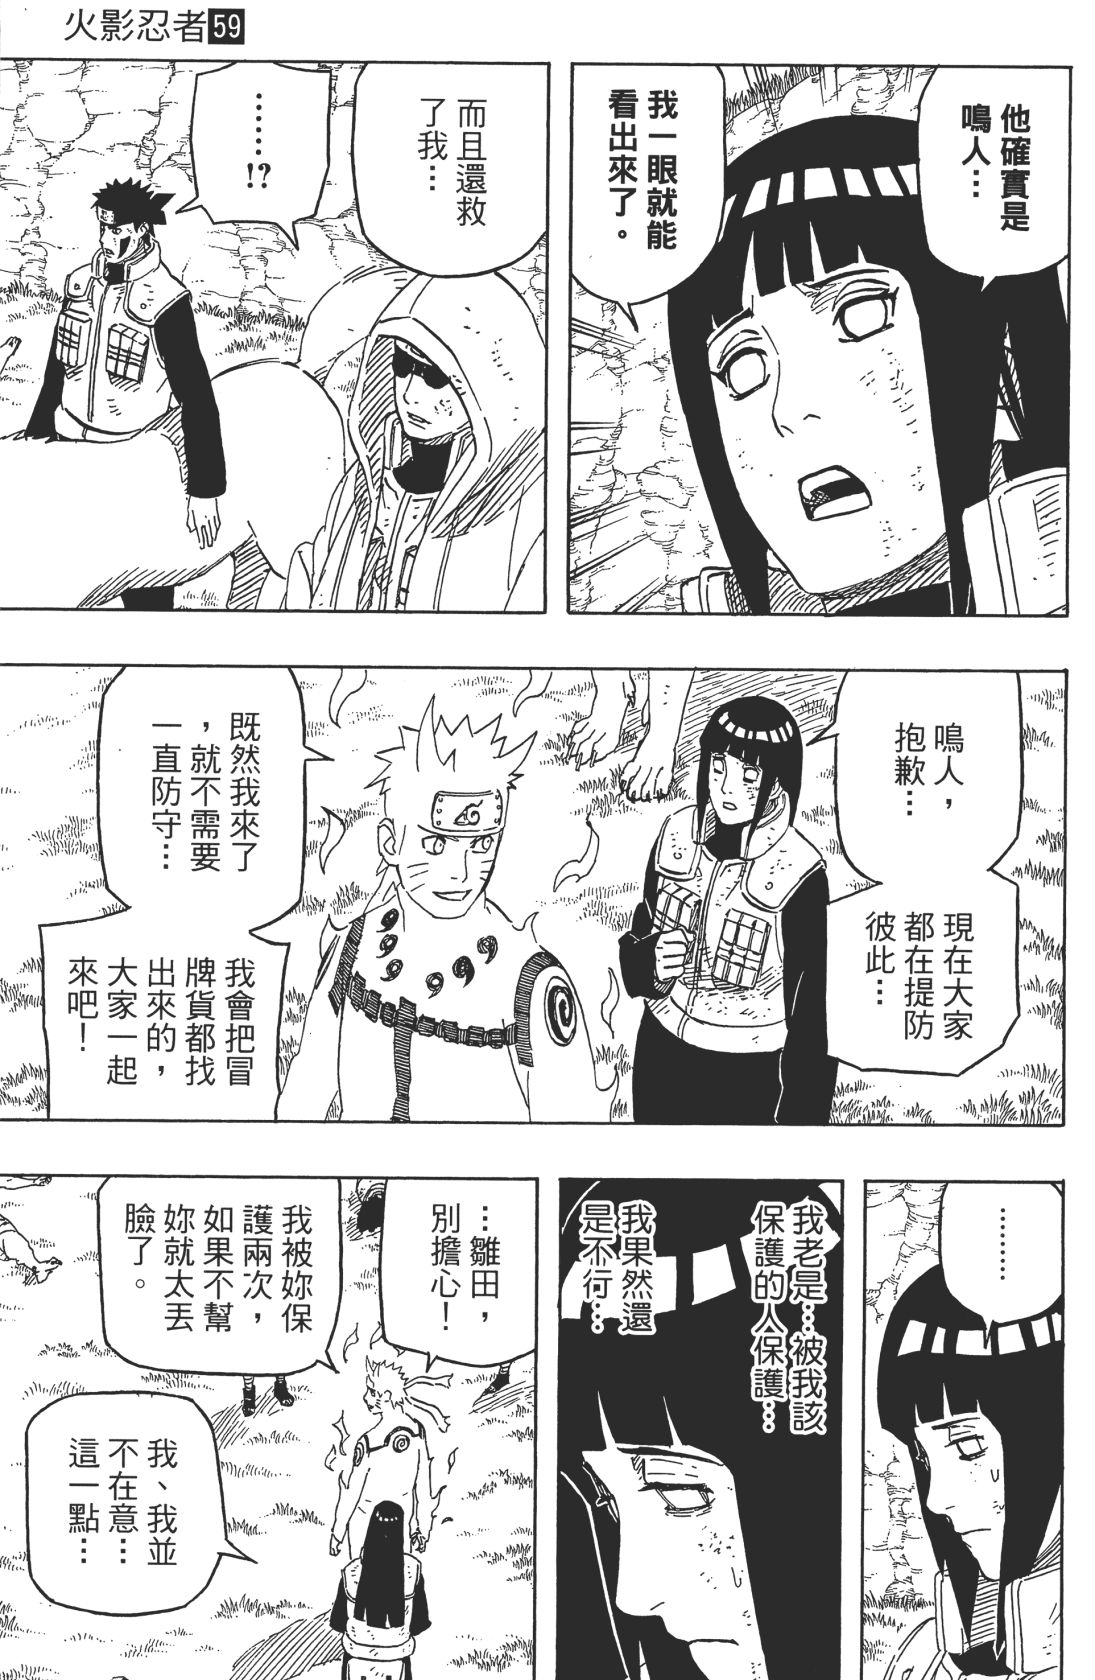 火影忍者59
他確實是
鳴人…
我一眼就能
看出來了。
而且還救
了我…
……!?
鳴人，
抱歉…
現在大家
都在提防
彼此…
既然我來了
，就不需要
一直防守…
我會把冒
牌貨都找
出來的，
大家一起
來吧！
………
我老是…被我該
保護的人保護…
我果然還
是不行…
…雛田，
別擔心！
我被妳保
護兩次，
如果不幫
妳就太丟
臉了。
我、我並
不在意…
這一點…